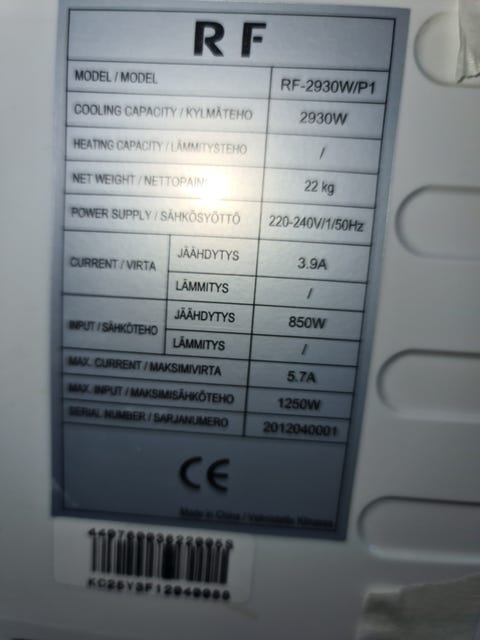 RF
MODEL / MODEL RF-2930W/P1
COOLING CAPACITY / KYLMÄTEHO 2930W
HEATING CAPACITY / LÄMMITYSTEHO /
NET WEIGHT / NETTOPAINO 22 kg
POWER SUPPLY / SÄHKÖSYÖTTÖ 220-240V/1/50Hz
CURRENT / VIRTA JÄÄHDYTYS 3.9A
LÄMMITYS /
INPUT / SÄHKÖTEHO JÄÄHDYTYS 850W
LÄMMITYS /
MAX. CURRENT / MAKSIMIVIRTA 5.7A
MAX. INPUT / MAKSIMISÄHKÖTEHO 1250W
SERIAL NUMBER / SARJANUMERO 2012040001
CE
Made in China / Valmistettu Kiinassa